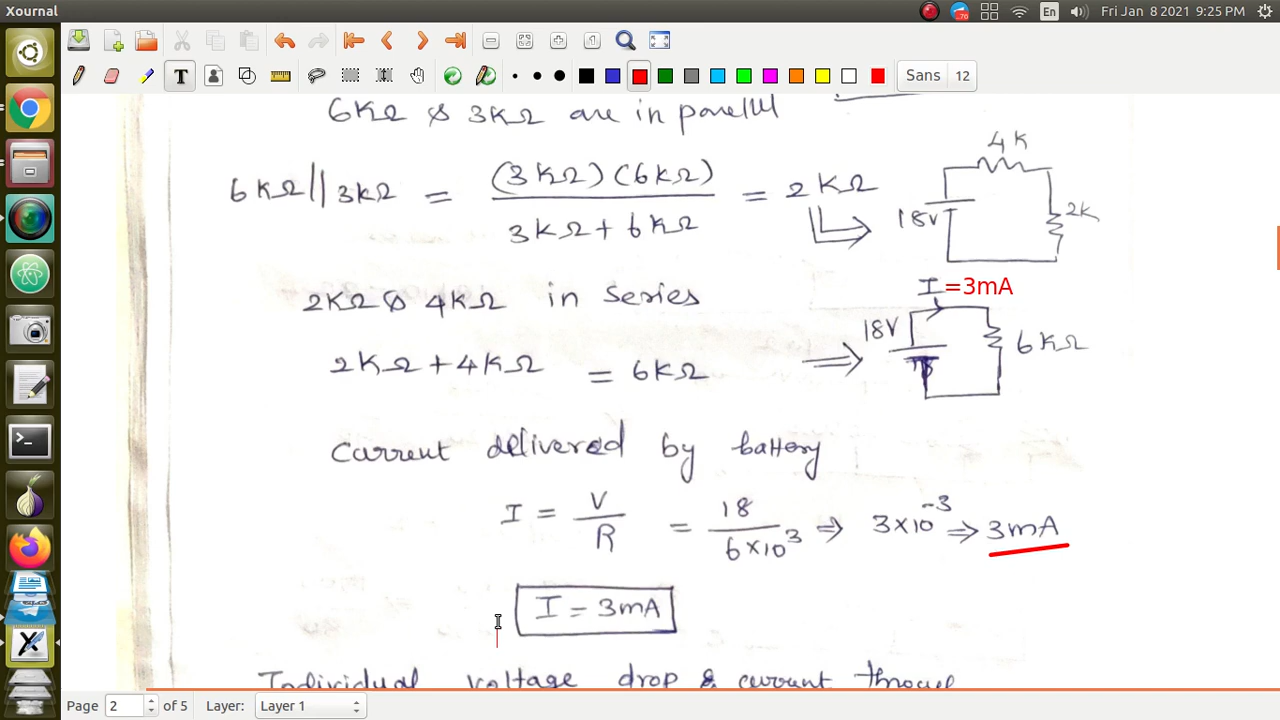 Xournal
En
Fri Jan 8 2021 9:25 PM
T
Sans 12
6KΩ & 3KΩ are in parellel
6KΩ || 3KΩ = (3KΩ)(6KΩ) / 3KΩ + 6KΩ = 2KΩ
4K
18V
2K
2KΩ & 4KΩ in series
I =3mA
18V
6KΩ
2KΩ + 4KΩ = 6KΩ ⇒
Current delivered by battery
I = V / R = 18 / 6×10³ ⇒ 3×10⁻³ ⇒ 3mA
I = 3mA
Individual voltage drop & current through
Page 2 of 5 Layer: Layer 1